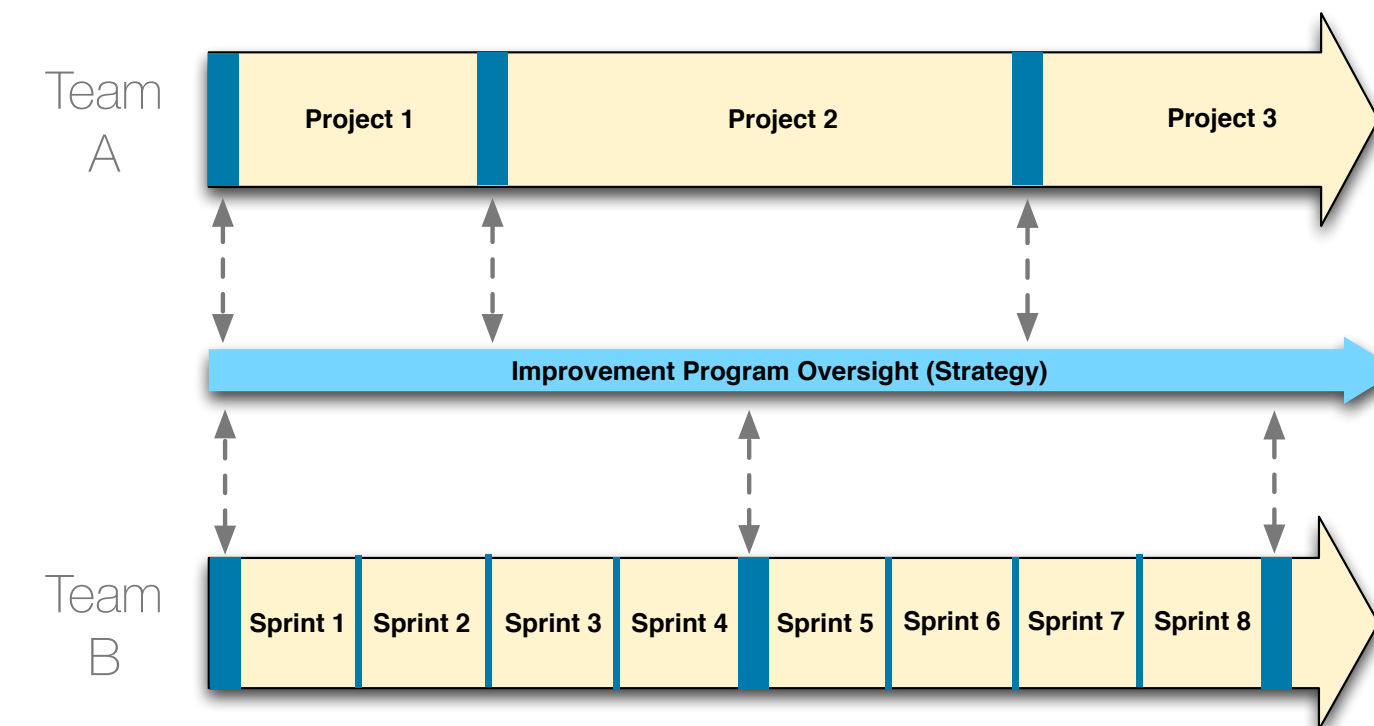 Team
A
Project 1
Project 2
Project 3
Improvement Program Oversight (Strategy)
Team
B
Sprint 1
Sprint 2
Sprint 3
Sprint 4
Sprint 5
Sprint 6
Sprint 7
Sprint 8